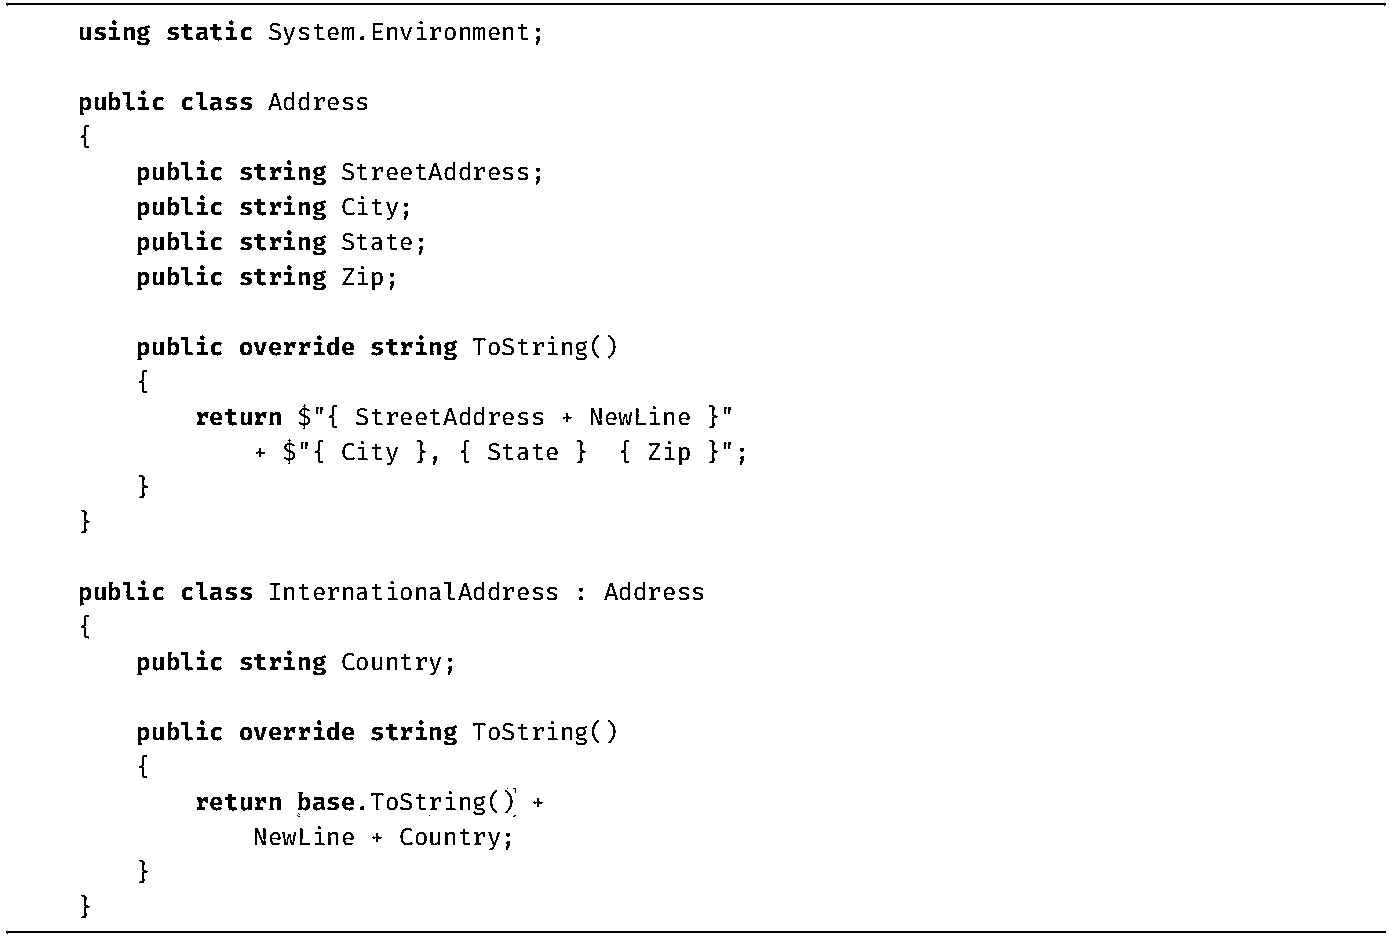 using static System.Environment;
public class Address
{
public string StreetAddress;
public string City;
public string State;
public string Zip;
public override string ToString()
{
return $"{ StreetAddress + NewLine }"
+ $"{ City }, { State }  { Zip }";
}
}
public class InternationalAddress : Address
{
public string Country;
public override string ToString()
{
return base.ToString() +
NewLine + Country;
}
}